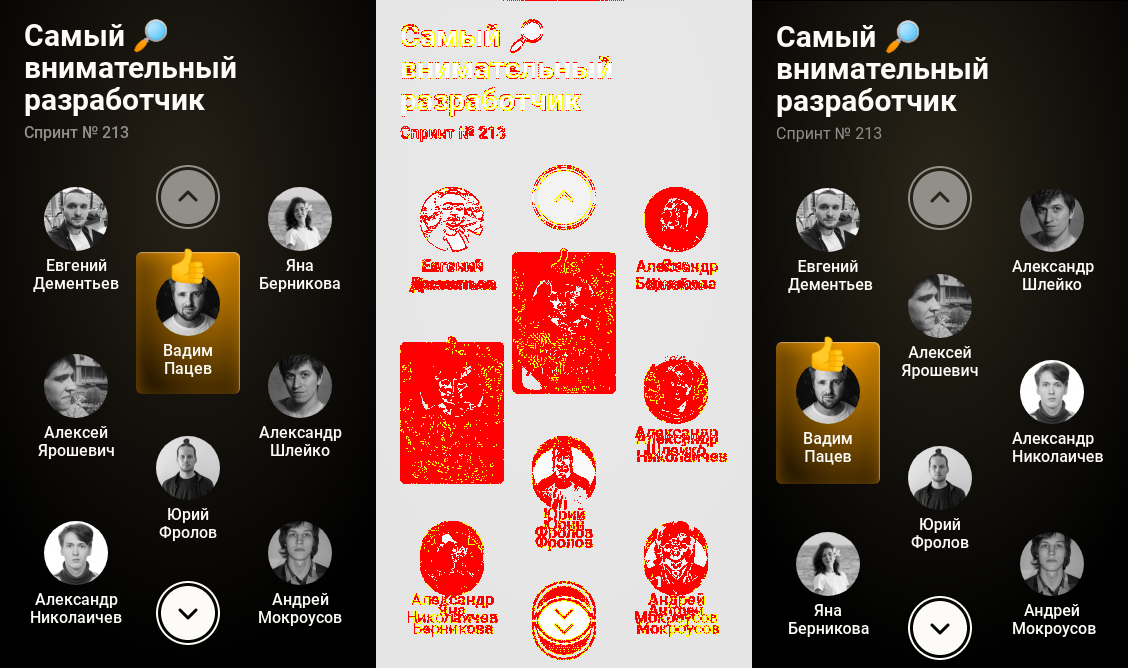 Самый
внимательный
разработчик
Спринт № 213
Евгений
Дементьев
Яна
Берникова
Вадим
Пацев
Алексей
Ярошевич
Александр
Шлейко
Юрий
Фролов
Александр
Николаичев
Андрей
Мокроусов
Самый
внимательный
разработчик
Спринт № 213
Евгений
Александр
Александр
Юрий
Фролов
Фролов
Александр
Яна
Николаичев
Берникова
Андрей
Мокроусов
Самый
внимательный
разработчик
Спринт № 213
Евгений
Дементьев
Александр
Шлейко
Алексей
Ярошевич
Вадим
Пацев
Александр
Николаичев
Юрий
Фролов
Яна
Берникова
Андрей
Мокроусов